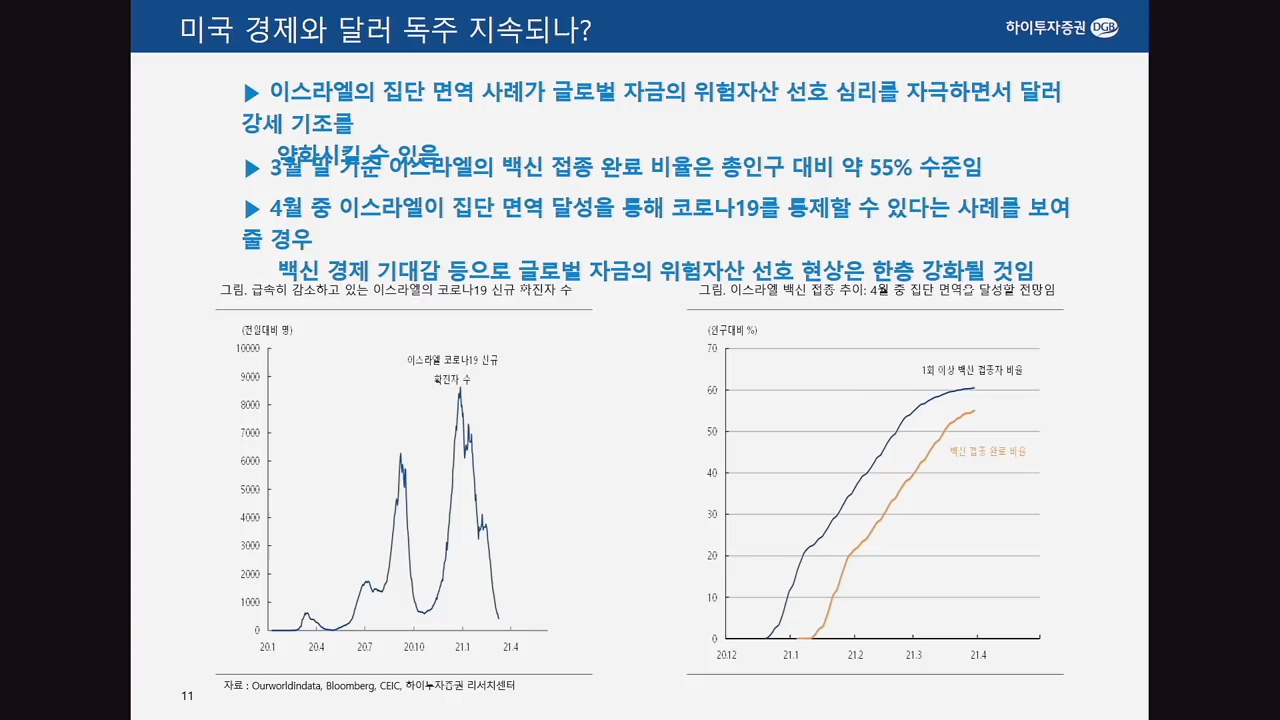 미국 경제와 달러 독주 지속되나?
하이투자증권 DGB
▶ 이스라엘의 집단 면역 사례가 글로벌 자금의 위험자산 선호 심리를 자극하면서 달러
강세 기조를
약화시킬 수 있음
▶ 3월 말 기준 이스라엘의 백신 접종 완료 비율은 총인구 대비 약 55% 수준임
▶ 4월 중 이스라엘이 집단 면역 달성을 통해 코로나19를 통제할 수 있다는 사례를 보여
줄 경우
백신 경제 기대감 등으로 글로벌 자금의 위험자산 선호 현상은 한층 강화될 것임
그림. 급속히 감소하고 있는 이스라엘의 코로나19 신규 확진자 수
(전일대비 명)
10000
9000
8000
7000
6000
5000
4000
3000
2000
1000
0
이스라엘 코로나19 신규
확진자 수
20.1 20.4 20.7 20.10 21.1 21.4
그림. 이스라엘 백신 접종 추이: 4월 중 집단 면역을 달성할 전망임
(인구대비 %)
70
60
50
40
30
20
10
0
1회 이상 백신 접종자 비율
백신 접종 완료 비율
20.12 21.1 21.2 21.3 21.4
자료 : Ourworldindata, Bloomberg, CEIC, 하이투자증권 리서치센터
11